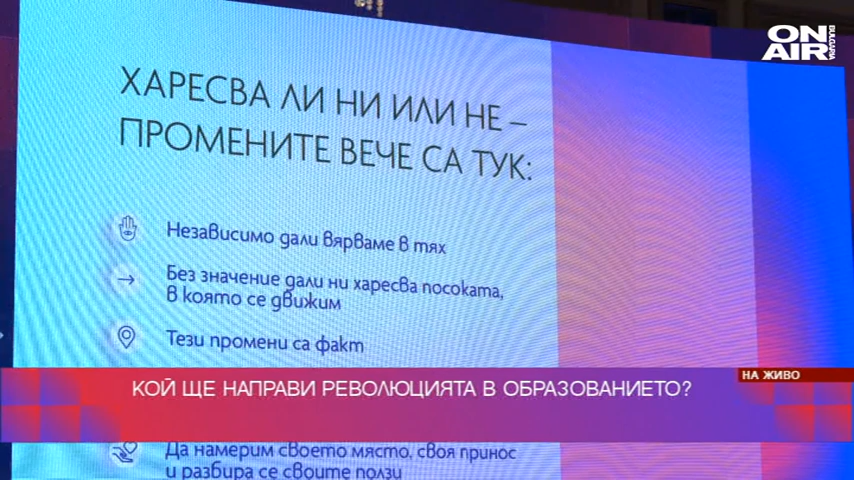 ON
AIR
BULGARIA
ХАРЕСВА ЛИ НИ ИЛИ НЕ –
ПРОМЕНИТЕ ВЕЧЕ СА ТУК:
Независимо дали вярваме в тях
Без значение дали ни харесва посоката,
в която се движим
Тези промени са факт
НА ЖИВО
КОЙ ЩЕ НАПРАВИ РЕВОЛЮЦИЯТА В ОБРАЗОВАНИЕТО?
Да намерим своето място, своя принос
и разбира се своите ползи